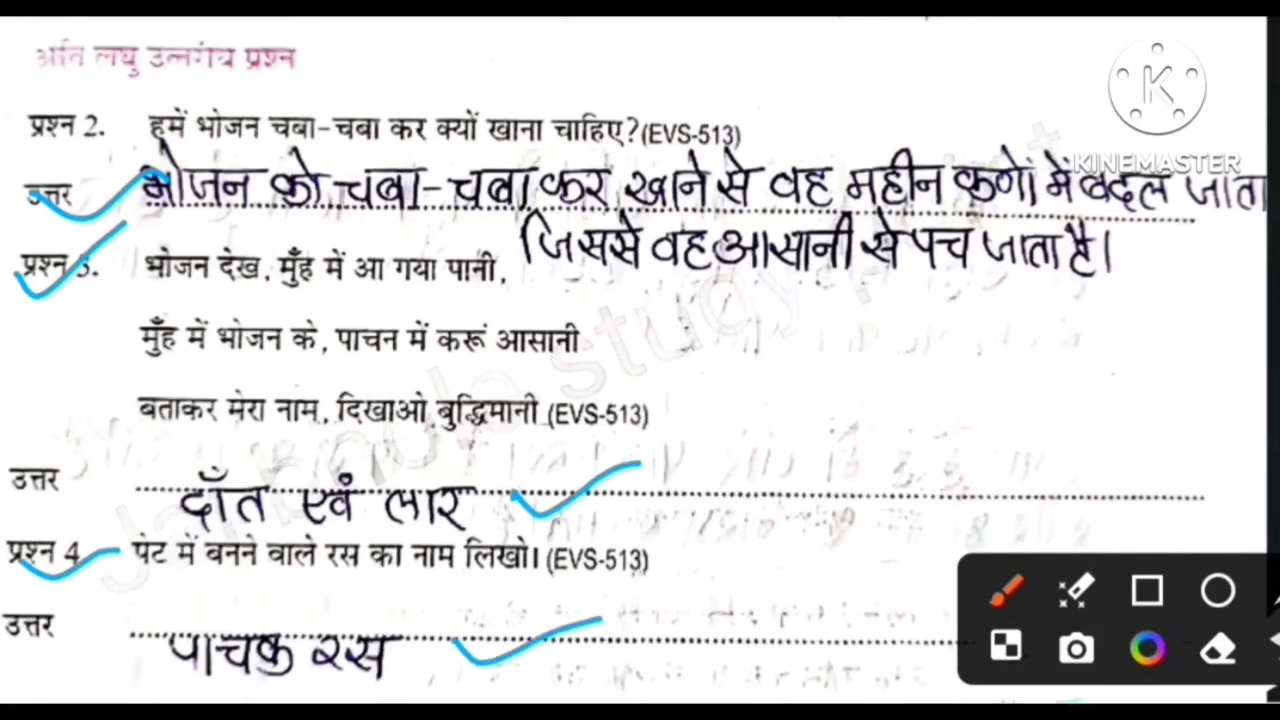 अति लघु उत्तरीय प्रश्न
KINEMASTER
प्रश्न 2. हमें भोजन चबा-चबा कर क्यों खाना चाहिए?(EVS-513)
उत्तर भोजन को चबा-चबा कर खाने से वह महीन कणों में बदल जाता
जिससे वह आसानी से पच जाता है।
प्रश्न 3. भोजन देख, मुँह में आ गया पानी,
मुँह में भोजन के, पाचन में करूं आसानी
बताकर मेरा नाम, दिखाओ बुद्धिमानी (EVS-513)
उत्तर दाँत एवं लार
प्रश्न 4 पेट में बनने वाले रस का नाम लिखो। (EVS-513)
उत्तर पाचक रस